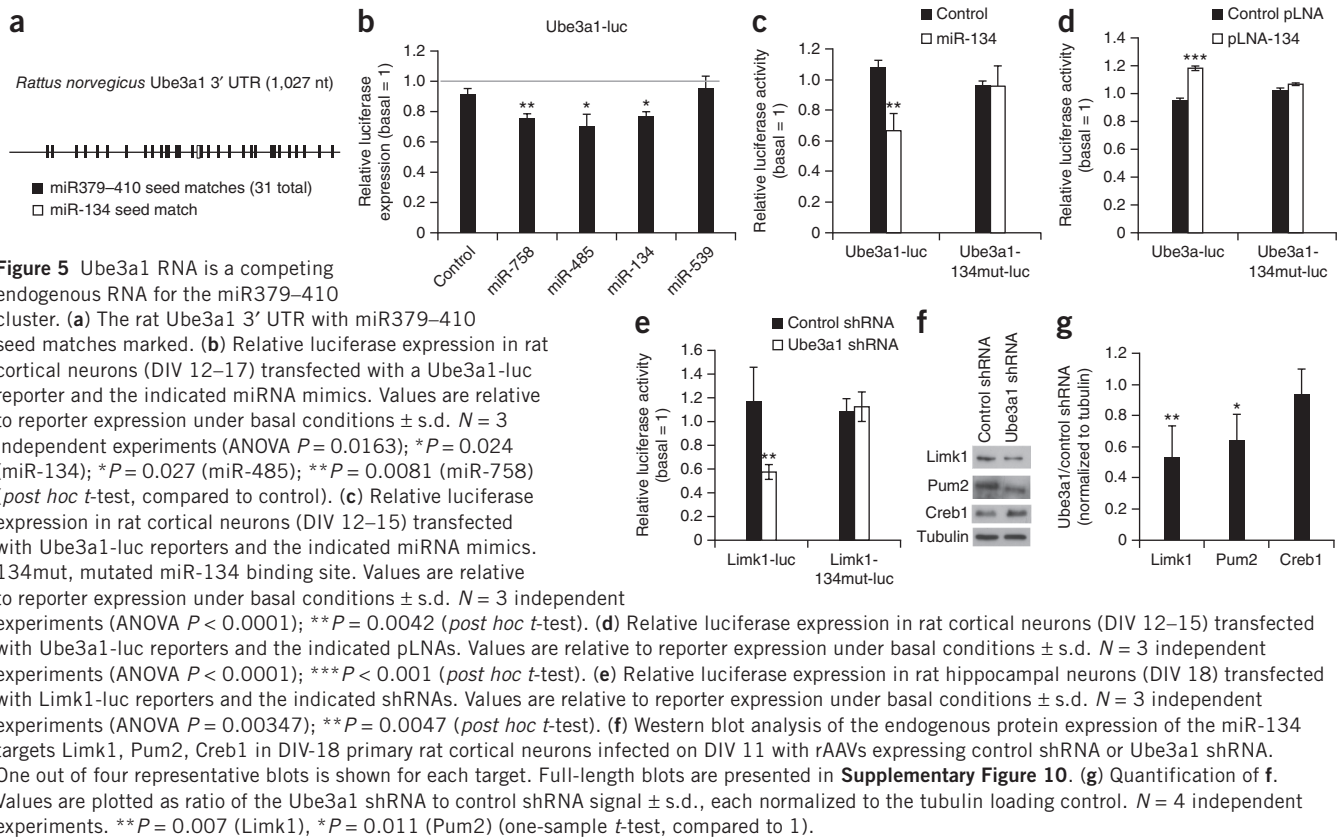 a
Rattus norvegicus Ube3a1 3′ UTR (1,027 nt)
miR379–410 seed matches (31 total)
miR-134 seed match
b
Ube3a1-luc
Relative luciferase
expression (basal = 1)
1.2
1.0
0.8
0.6
0.4
0.2
0
**
*
*
Control
miR-758
miR-485
miR-134
miR-539
c
Control
miR-134
Relative luciferase activity
(basal = 1)
1.2
1.0
0.8
0.6
0.4
0.2
0
**
Ube3a1-luc
Ube3a1-
134mut-luc
d
Control pLNA
pLNA-134
Relative luciferase activity
(basal = 1)
1.4
1.2
1.0
0.8
0.6
0.4
0.2
0
***
Ube3a-luc
Ube3a1-
134mut-luc
e
Control shRNA
Ube3a1 shRNA
Relative luciferase activity
(basal = 1)
1.6
1.4
1.2
1.0
0.8
0.6
0.4
0.2
0
**
Limk1-luc
Limk1-
134mut-luc
f
Control shRNA
Ube3a1 shRNA
Limk1
Pum2
Creb1
Tubulin
g
Ube3a1/control shRNA
(normalized to tubulin)
1.2
1.0
0.8
0.6
0.4
0.2
0
**
*
Limk1
Pum2
Creb1
Figure 5 Ube3a1 RNA is a competing
endogenous RNA for the miR379–410
cluster. (a) The rat Ube3a1 3′ UTR with miR379–410
seed matches marked. (b) Relative luciferase expression in rat
cortical neurons (DIV 12–17) transfected with a Ube3a1-luc
reporter and the indicated miRNA mimics. Values are relative
to reporter expression under basal conditions ± s.d. N = 3
independent experiments (ANOVA P = 0.0163); *P = 0.024
(miR-134); *P = 0.027 (miR-485); **P = 0.0081 (miR-758)
(post hoc t-test, compared to control). (c) Relative luciferase
expression in rat cortical neurons (DIV 12–15) transfected
with Ube3a1-luc reporters and the indicated miRNA mimics.
134mut, mutated miR-134 binding site. Values are relative
to reporter expression under basal conditions ± s.d. N = 3 independent
experiments (ANOVA P < 0.0001); **P = 0.0042 (post hoc t-test). (d) Relative luciferase expression in rat cortical neurons (DIV 12–15) transfected
with Ube3a1-luc reporters and the indicated pLNAs. Values are relative to reporter expression under basal conditions ± s.d. N = 3 independent
experiments (ANOVA P < 0.0001); ***P < 0.001 (post hoc t-test). (e) Relative luciferase expression in rat hippocampal neurons (DIV 18) transfected
with Limk1-luc reporters and the indicated shRNAs. Values are relative to reporter expression under basal conditions ± s.d. N = 3 independent
experiments (ANOVA P = 0.00347); **P = 0.0047 (post hoc t-test). (f) Western blot analysis of the endogenous protein expression of the miR-134
targets Limk1, Pum2, Creb1 in DIV-18 primary rat cortical neurons infected on DIV 11 with rAAVs expressing control shRNA or Ube3a1 shRNA.
One out of four representative blots is shown for each target. Full-length blots are presented in Supplementary Figure 10. (g) Quantification of f.
Values are plotted as ratio of the Ube3a1 shRNA to control shRNA signal ± s.d., each normalized to the tubulin loading control. N = 4 independent
experiments. **P = 0.007 (Limk1), *P = 0.011 (Pum2) (one-sample t-test, compared to 1).